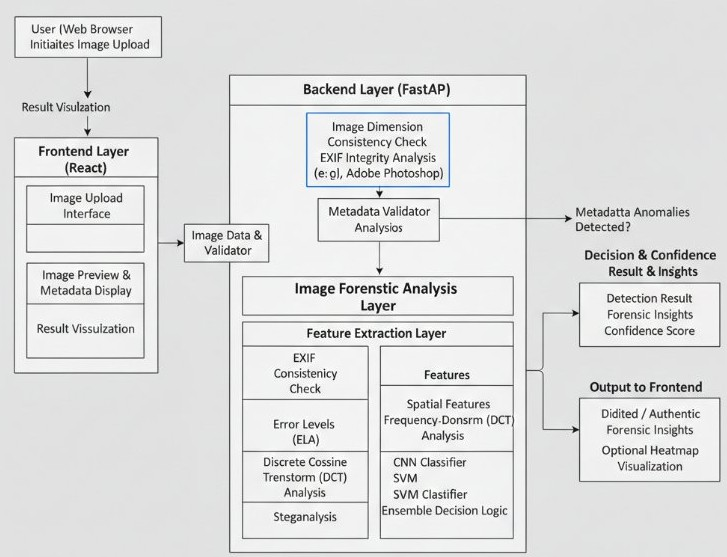 User (Web Browser
Initiaites Image Upload
Result Visulzation
Frontend Layer
(React)
Image Upload
Interface
Image Preview &
Metadata Display
Result Vissulzation
Image Data &
Validator
Backend Layer (FastAP)
Image Dimension
Consistency Check
EXIF Integrity Analysis
(e: g), Adobe Photoshop)
Metadata Validator
Analysios
Metadatta Anomalies
Detected?
Image Forenstic Analysis
Layer
Feature Extraction Layer
EXIF
Consistenicy
Check
Error Levels
(ELA)
Discrete Cossine
Trenstorm (DCT)
Analysis
Steganalysis
Features
Spatial Features
Frequency-Donsrm (DCT)
Analysis
CNN Classifier
SVM
SVM Clastifier
Ensemble Decision Logic
Decision & Confidence
Result & Insights
Detection Result
Forensic Insights
Confidence Score
Output to Frontend
Didited / Authentic
Forensic Insights
Optional Heatmap
Visualization